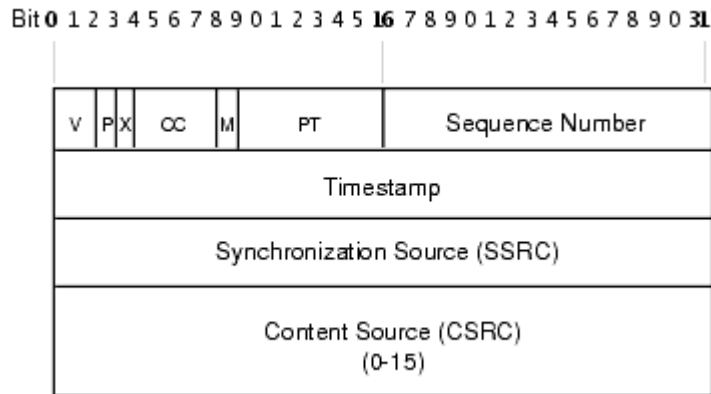 Bit 0 1 2 3 4 5 6 7 8 9 0 1 2 3 4 5 16 7 8 9 0 1 2 3 4 5 6 7 8 9 0 31
V P X CC M PT Sequence Number
Timestamp
Synchronization Source (SSRC)
Content Source (CSRC)
(0-15)